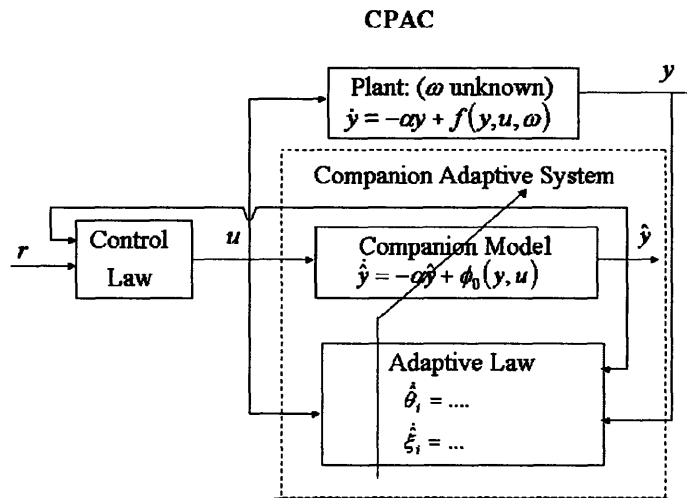 CPAC
y
Plant: (ω unknown)
ẏ = -αy + f(y,u,ω)
Companion Adaptive System
r
Control
Law
u
Companion Model
ŷ̇ = -αŷ + ϕ₀(y,u)
ŷ
Adaptive Law
θ̂̇ᵢ = ....
ξ̂̇ᵢ = ...